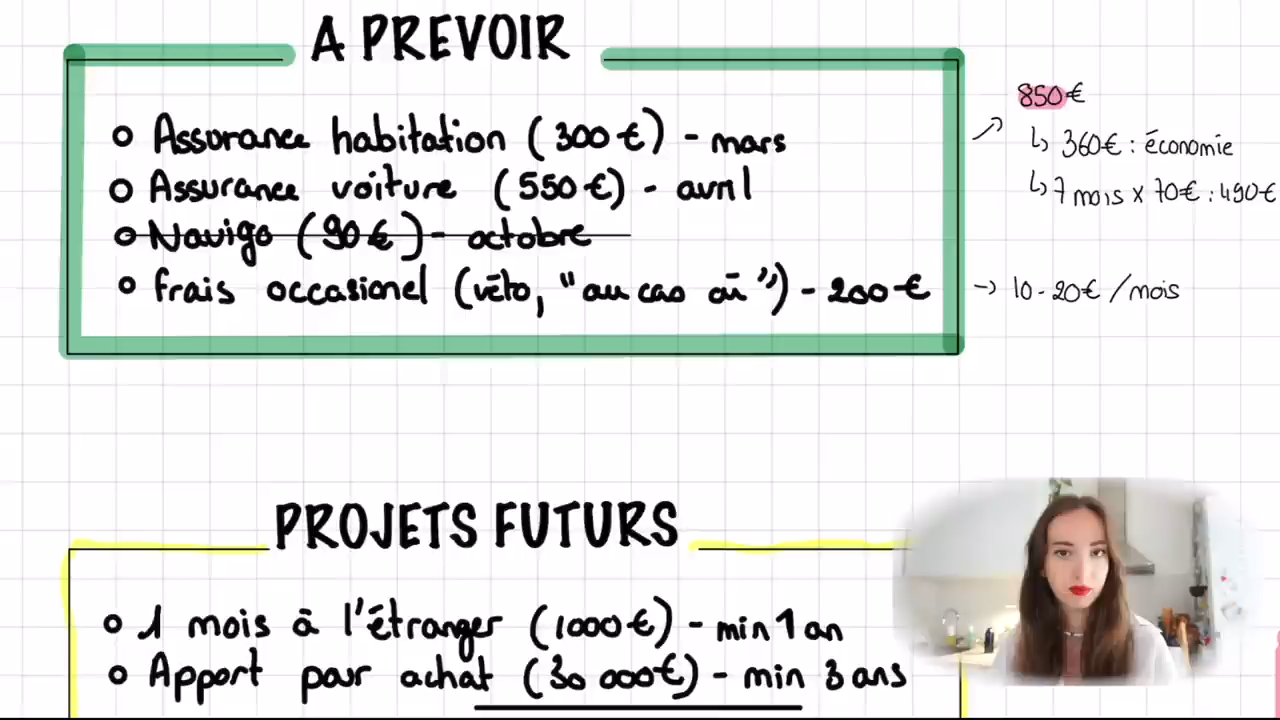 A PREVOIR
O Assurance habitation (300€) - mars
O Assurance voiture (550€) - avril
O Navigo (90€) - octobre
O frais occasionel (véto, "au cas où") - 200€
850€
↳ 360€ : économie
↳ 7 mois x 70€ : 490€
→ 10-20€ / mois
PROJETS FUTURS
O 1 mois à l'étranger (1000€) - min 1 an
O Apport pour achat (30 000€) - min 3 ans